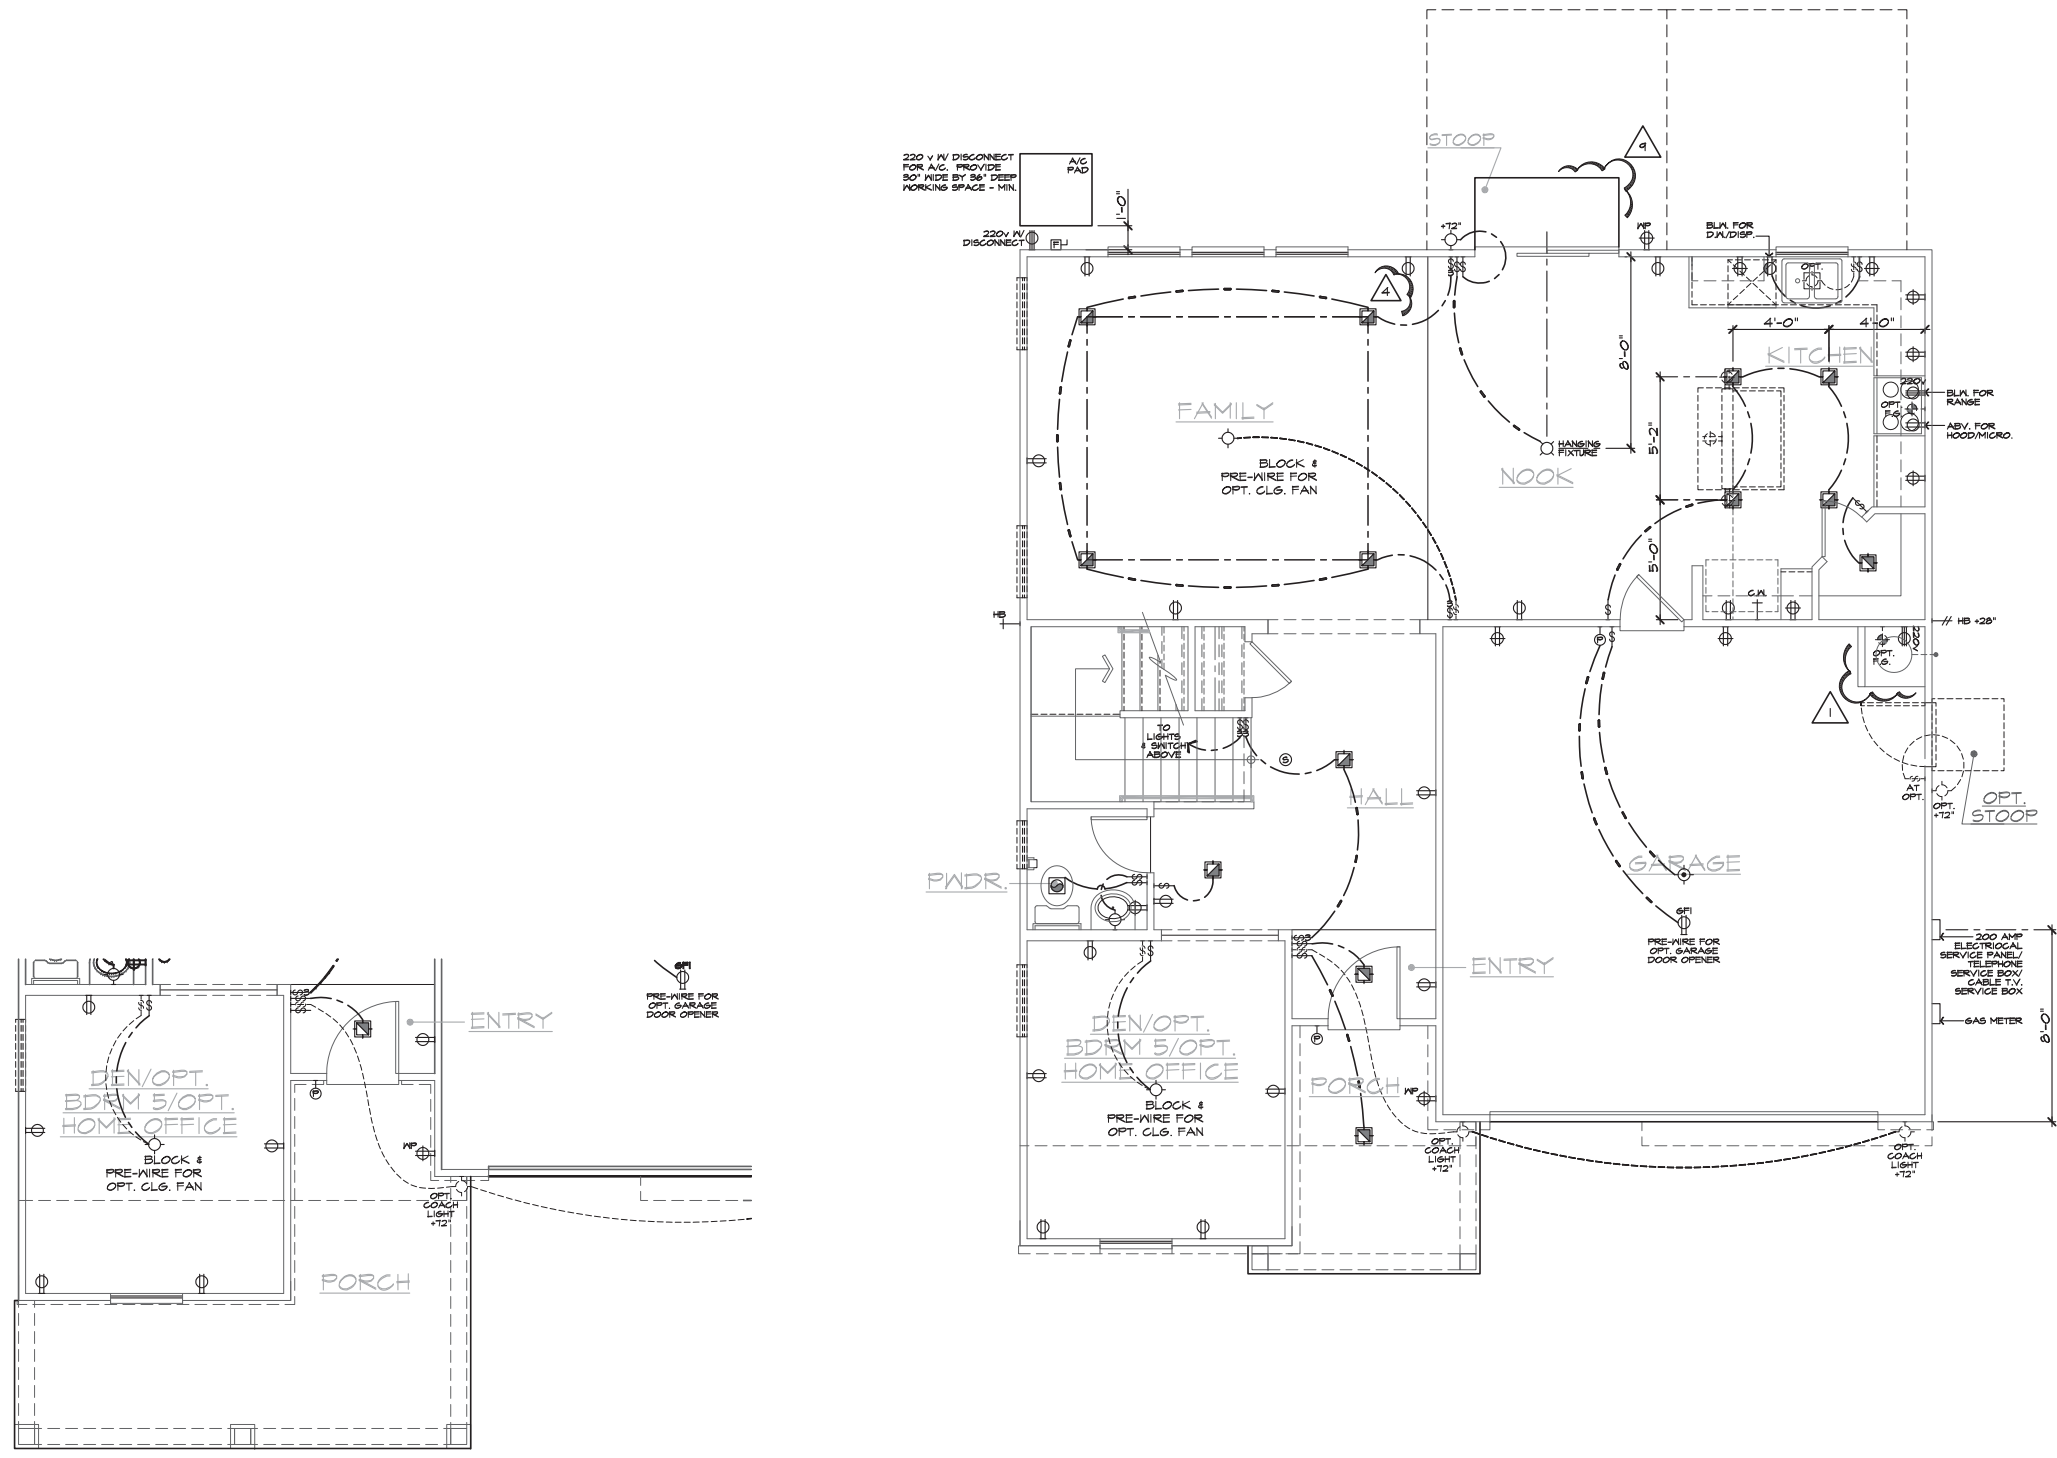 STOOP
9
220 v W/ DISCONNECT
FOR A/C. PROVIDE
30" WIDE BY 36" DEEP
WORKING SPACE - MIN.
A/C
PAD
1'-0"
220v W/
DISCONNECT
F
+72"
WP
BLW. FOR
D.W./DISP.
OPT.
4
8'-0"
4'-0"
4'-0"
KITCHEN
220v
OPT.
F.G.
BLW. FOR
RANGE
ABV. FOR
HOOD/MICRO.
FAMILY
BLOCK &
PRE-WIRE FOR
OPT. CLG. FAN
HANGING
FIXTURE
NOOK
5'-2"
5'-0"
C.W.
HB
HB +28"
P
220v
OPT.
F.G.
1
TO
LIGHTS
& SWITCH
ABOVE
S
HALL
AT
OPT.
OPT.
+72"
OPT.
STOOP
GARAGE
PWDR.
GFI
PRE-WIRE FOR
OPT. GARAGE
DOOR OPENER
200 AMP
ELECTRIOCAL
SERVICE PANEL/
TELEPHONE
SERVICE BOX/
CABLE T.V.
SERVICE BOX
GAS METER
8'-0"
ENTRY
DEN/OPT.
BDRM 5/OPT.
HOME OFFICE
BLOCK &
PRE-WIRE FOR
OPT. CLG. FAN
P
PORCH
WP
OPT.
COACH
LIGHT
+72"
OPT.
COACH
LIGHT
+72"
GFI
PRE-WIRE FOR
OPT. GARAGE
DOOR OPENER
ENTRY
DEN/OPT.
BDRM 5/OPT.
HOME OFFICE
BLOCK &
PRE-WIRE FOR
OPT. CLG. FAN
P
WP
OPT.
COACH
LIGHT
+72"
PORCH